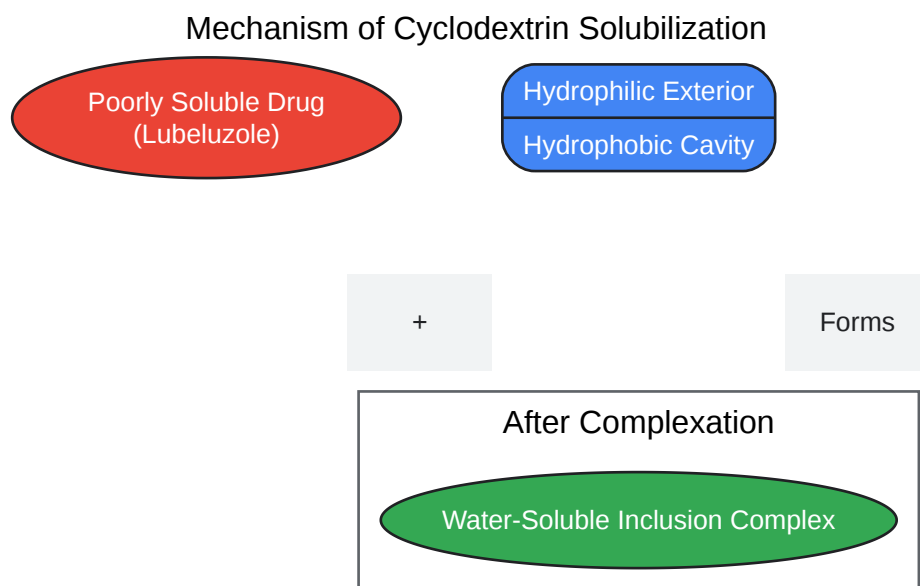 Mechanism of Cyclodextrin Solubilization
Poorly Soluble Drug
(Lubeluzole)
Hydrophilic Exterior
Hydrophobic Cavity
+
Forms
After Complexation
Water-Soluble Inclusion Complex